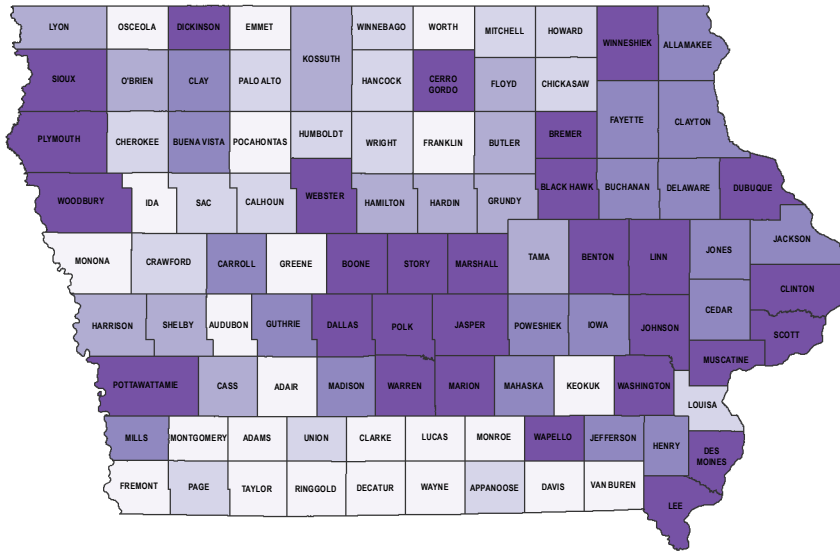 LYON
OSCEOLA
DICKINSON
EMMET
KOSSUTH
WINNEBAGO
WORTH
MITCHELL
HOWARD
WINNESHIEK
ALLAMAKEE
SIOUX
O'BRIEN
CLAY
PALO ALTO
HANCOCK
CERRO
GORDO
FLOYD
CHICKASAW
PLYMOUTH
CHEROKEE
BUENA VISTA
POCAHONTAS
HUMBOLDT
WRIGHT
FRANKLIN
BUTLER
BREMER
FAYETTE
CLAYTON
WOODBURY
IDA
SAC
CALHOUN
WEBSTER
HAMILTON
HARDIN
GRUNDY
BLACK HAWK
BUCHANAN
DELAWARE
DUBUQUE
MONONA
CRAWFORD
CARROLL
GREENE
BOONE
STORY
MARSHALL
TAMA
BENTON
LINN
JONES
JACKSON
CLINTON
HARRISON
SHELBY
AUDUBON
GUTHRIE
DALLAS
POLK
JASPER
POWESHIEK
IOWA
JOHNSON
CEDAR
SCOTT
MUSCATINE
POTTAWATTAMIE
CASS
ADAIR
MADISON
WARREN
MARION
MAHASKA
KEOKUK
WASHINGTON
LOUISA
MILLS
MONTGOMERY
ADAMS
UNION
CLARKE
LUCAS
MONROE
WAPELLO
JEFFERSON
HENRY
DES
MOINES
FREMONT
PAGE
TAYLOR
RINGGOLD
DECATUR
WAYNE
APPANOOSE
DAVIS
VAN BUREN
LEE